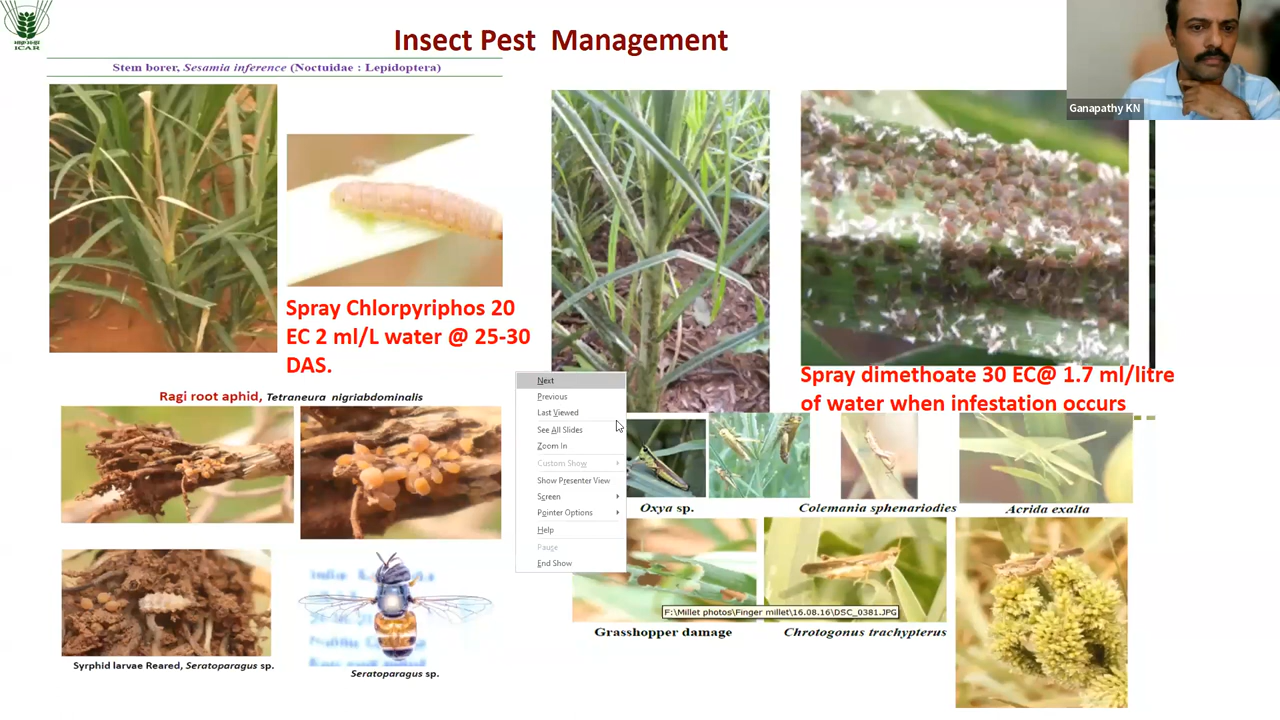 ICAR
Insect Pest Management
Stem borer, Sesamia inference (Noctuidae : Lepidoptera)
Ganapathy KN
Spray Chlorpyriphos 20
EC 2 ml/L water @ 25-30
DAS.
Spray dimethoate 30 EC@ 1.7 ml/litre
of water when infestation occurs
Ragi root aphid, Tetraneura nigriabdominalis
Next
Previous
Last Viewed
See All Slides
Zoom In
Custom Show
Show Presenter View
Screen
Pointer Options
Help
Pause
End Show
Oxya sp.
Colemania sphenariodies
Acrida exalta
F:\Millet photos\Finger millet\16.08.16\DSC_0381.JPG
Grasshopper damage
Chrotogonus trachypterus
Syrphid larvae Reared, Seratoparagus sp.
Seratoparagus sp.